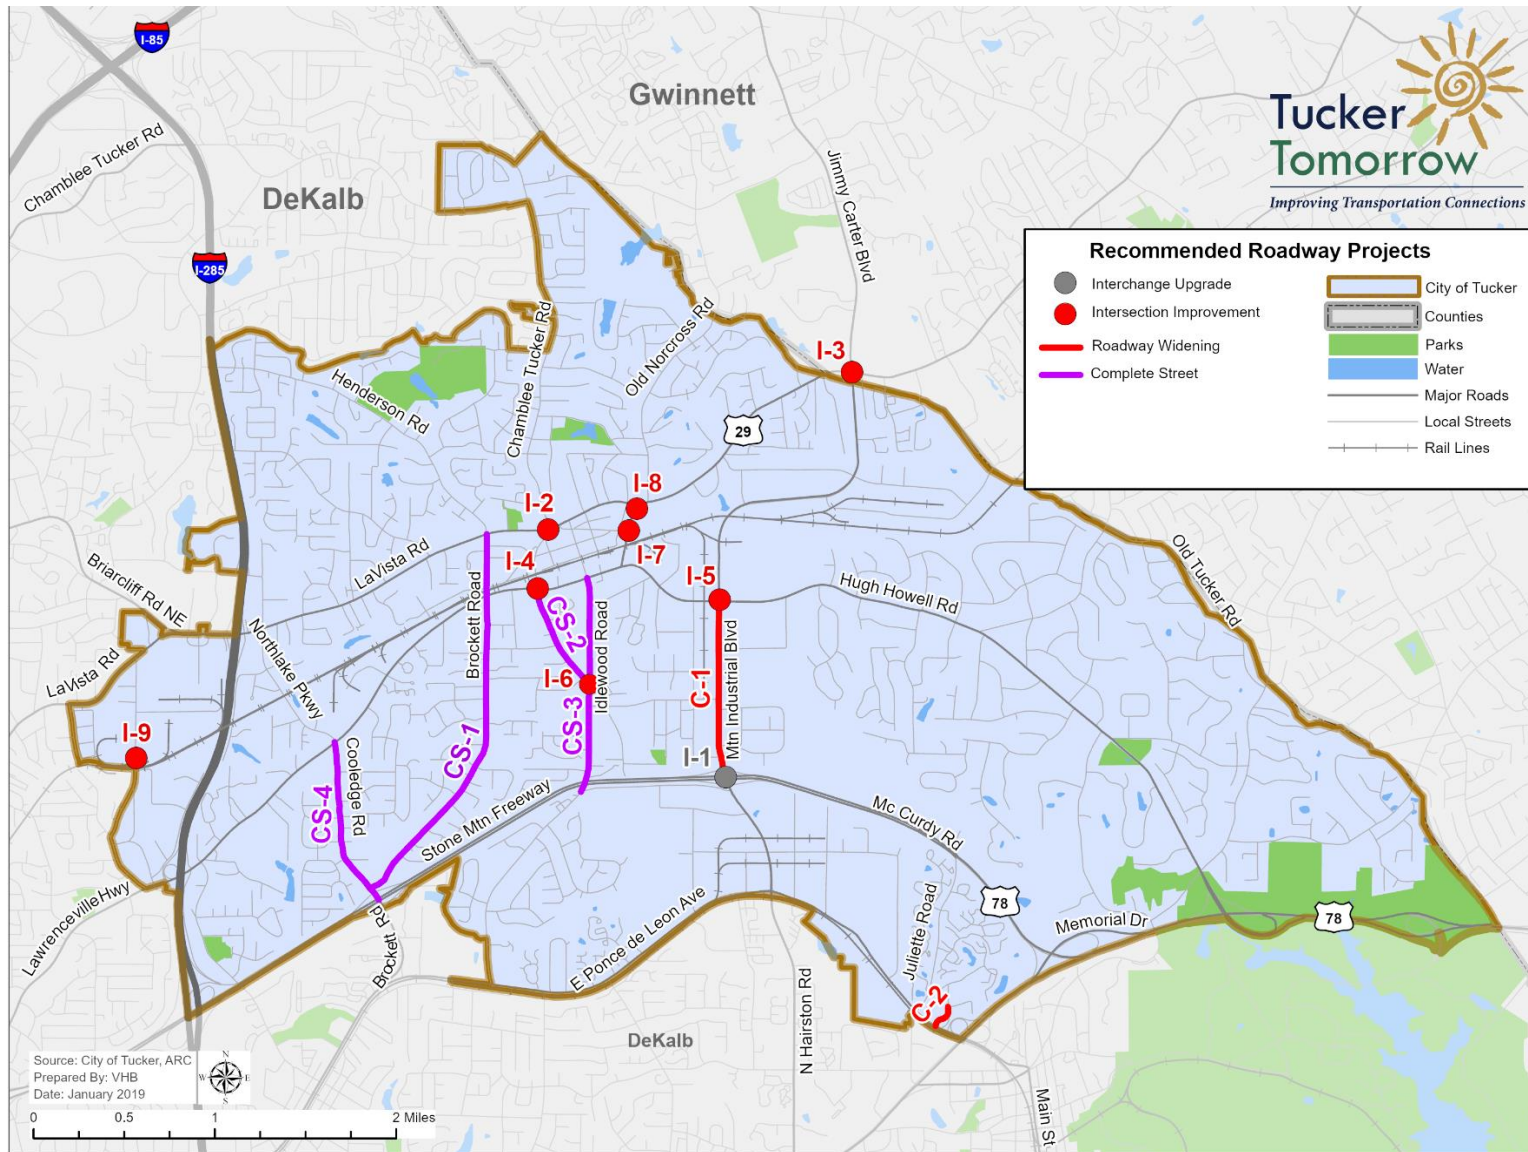 I-85
Gwinnett
Chamblee Tucker Rd
DeKalb
Jimmy Carter Blvd
I-285
Tucker
Tomorrow
Improving Transportation Connections
Recommended Roadway Projects
Interchange Upgrade
Intersection Improvement
Roadway Widening
Complete Street
City of Tucker
Counties
Parks
Water
Major Roads
Local Streets
Rail Lines
Old Norcross Rd
Chamblee Tucker Rd
Henderson Rd
I-3
29
I-8
I-2
I-7
I-4
I-5
LaVista Rd
Briarcliff Rd NE
Brockett Road
CS-2
Idlewood Road
Hugh Howell Rd
Old Tucker Rd
LaVista Rd
Northlake Pkwy
I-6
CS-3
C-1
Mtn Industrial Blvd
I-9
CS-1
I-1
Cooledge Rd
CS-4
Stone Mtn Freeway
Mc Curdy Rd
Lawrenceville Hwy
Brockett Rd
E Ponce de Leon Ave
Juliette Road
78
Memorial Dr
78
C-2
N Hairston Rd
DeKalb
Main St
Source: City of Tucker, ARC
Prepared By: VHB
Date: January 2019
N
W
E
S
0 0.5 1 2 Miles